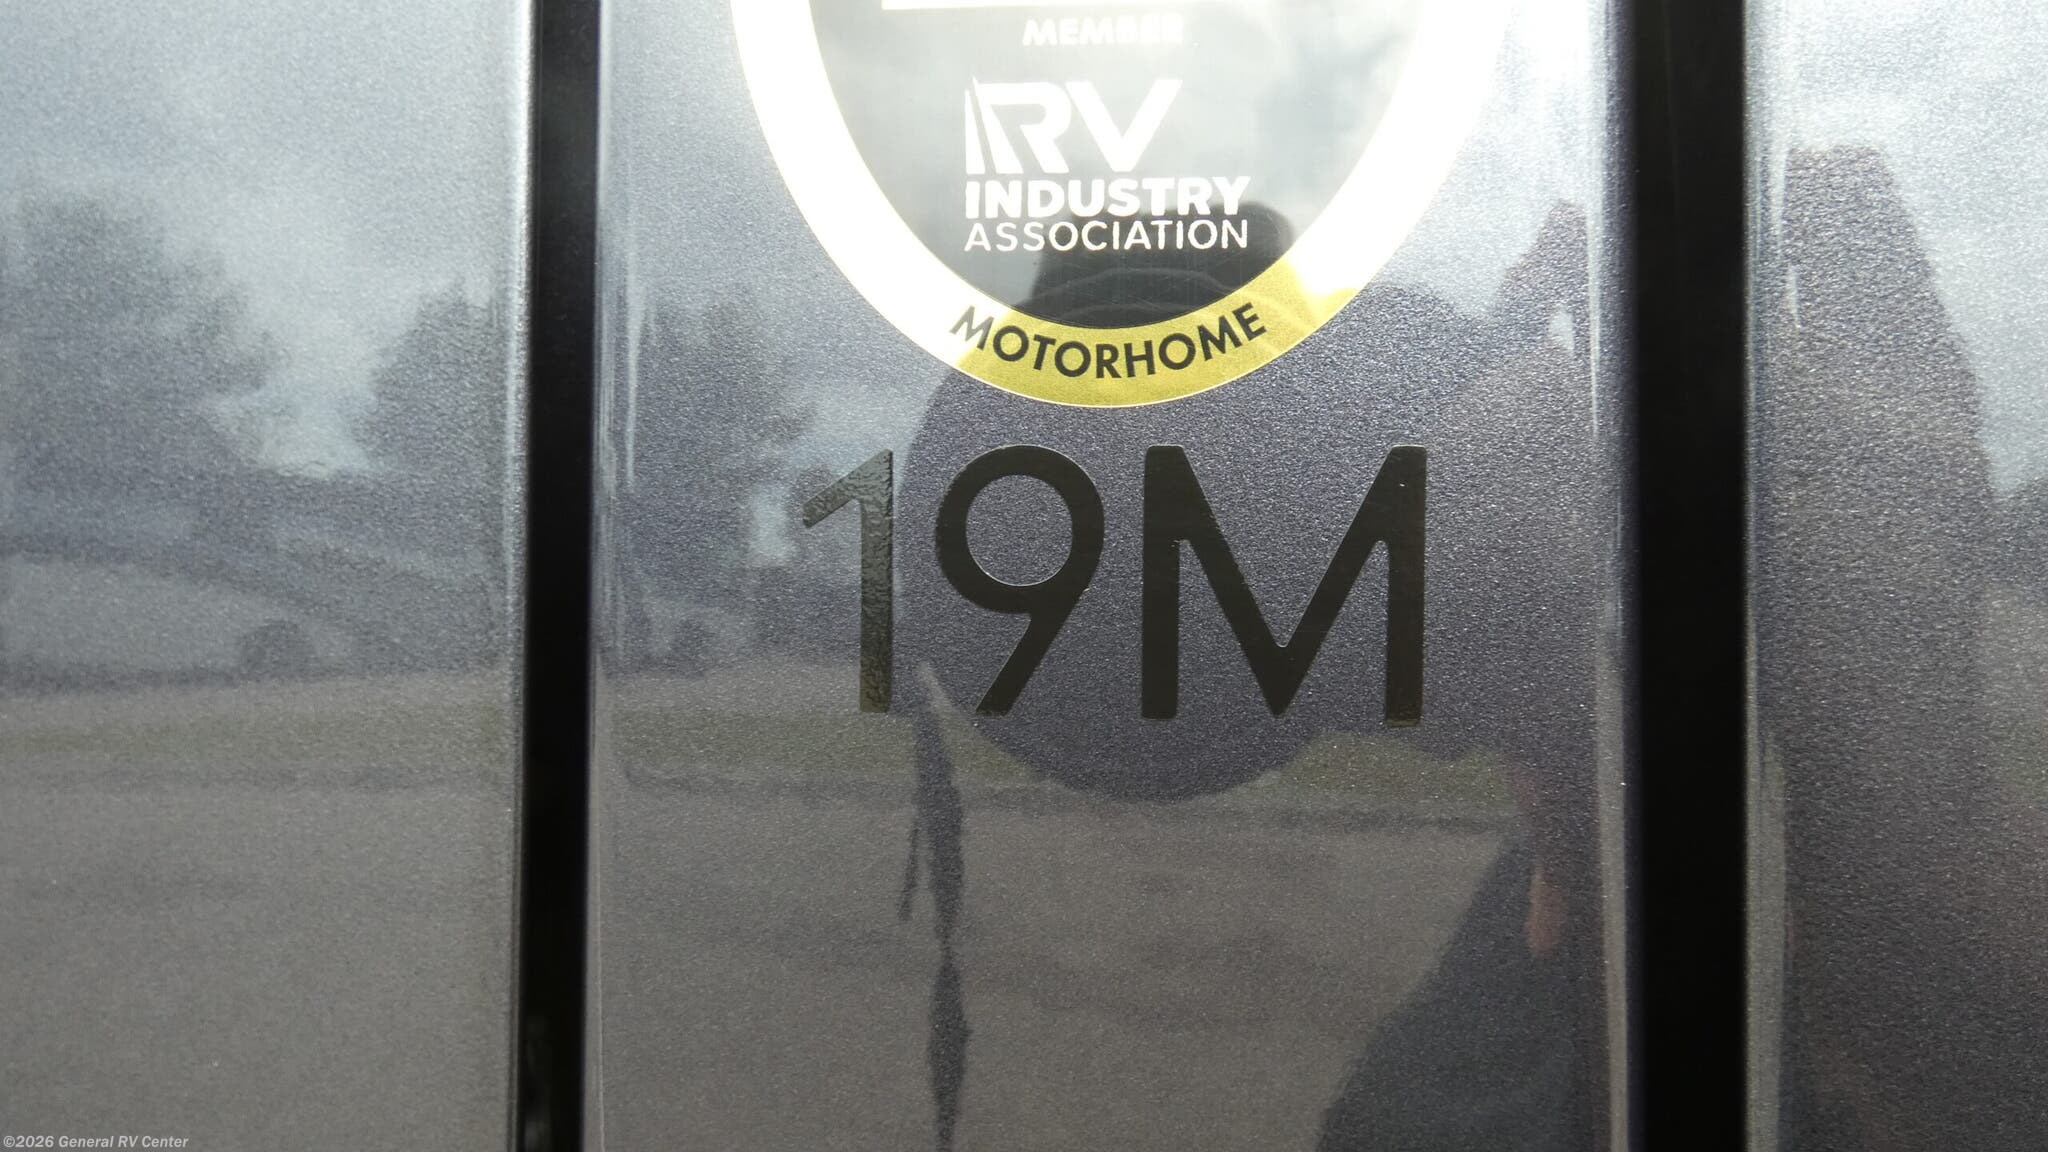 MEMBER
RV
INDUSTRY
ASSOCIATION
MOTORHOME
19M
©2026 General RV Center